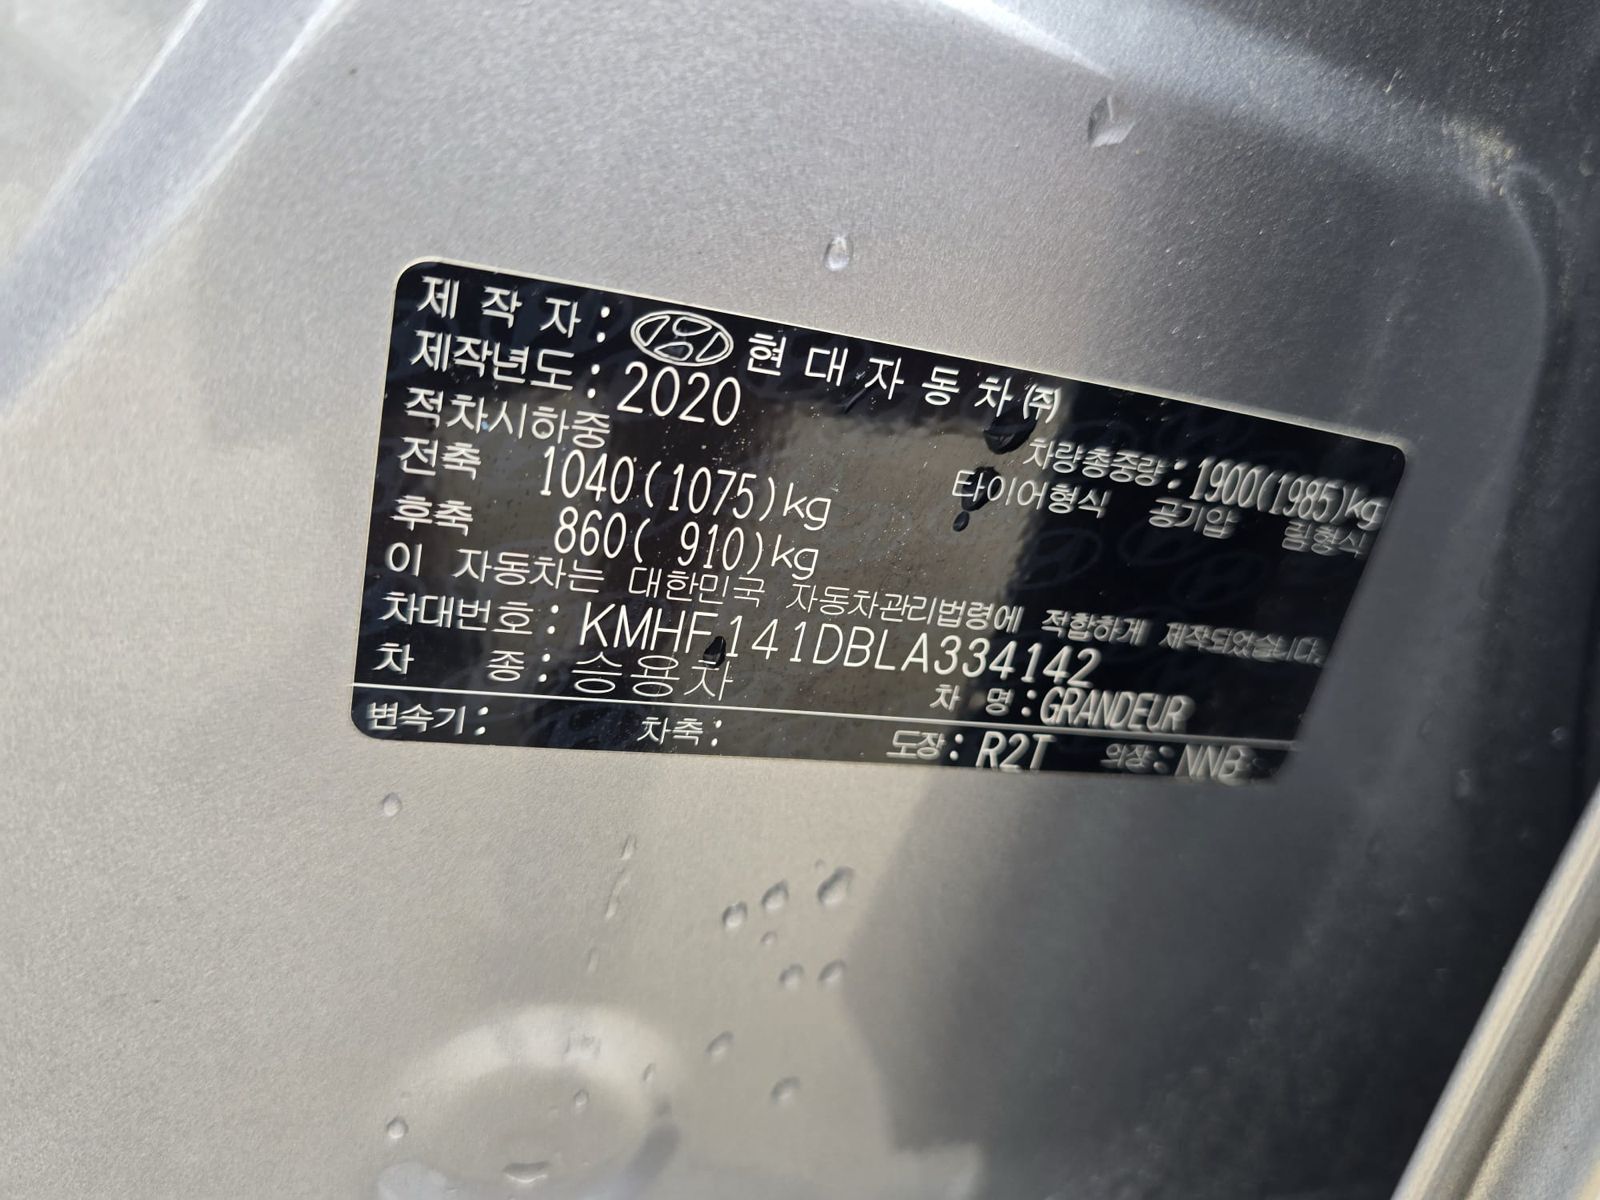 제 작 자 : HYUNDAI 현 대 자 동 차 ㈜
제작년도 : 2020
적차시하중 차량총중량 : 1900(1985)kg
전축 1040(1075)kg 타이어형식 공기압 림형식
후축 860( 910)kg
이 자동차는 대한민국 자동차관리법령에 적합하게 제작되었습니다.
차대번호 : KMHF141DBLA334142
차 종 : 승용차 차 명 : GRANDEUR
변속기 : 차축 : 도장 : R2T 의장 : NNB